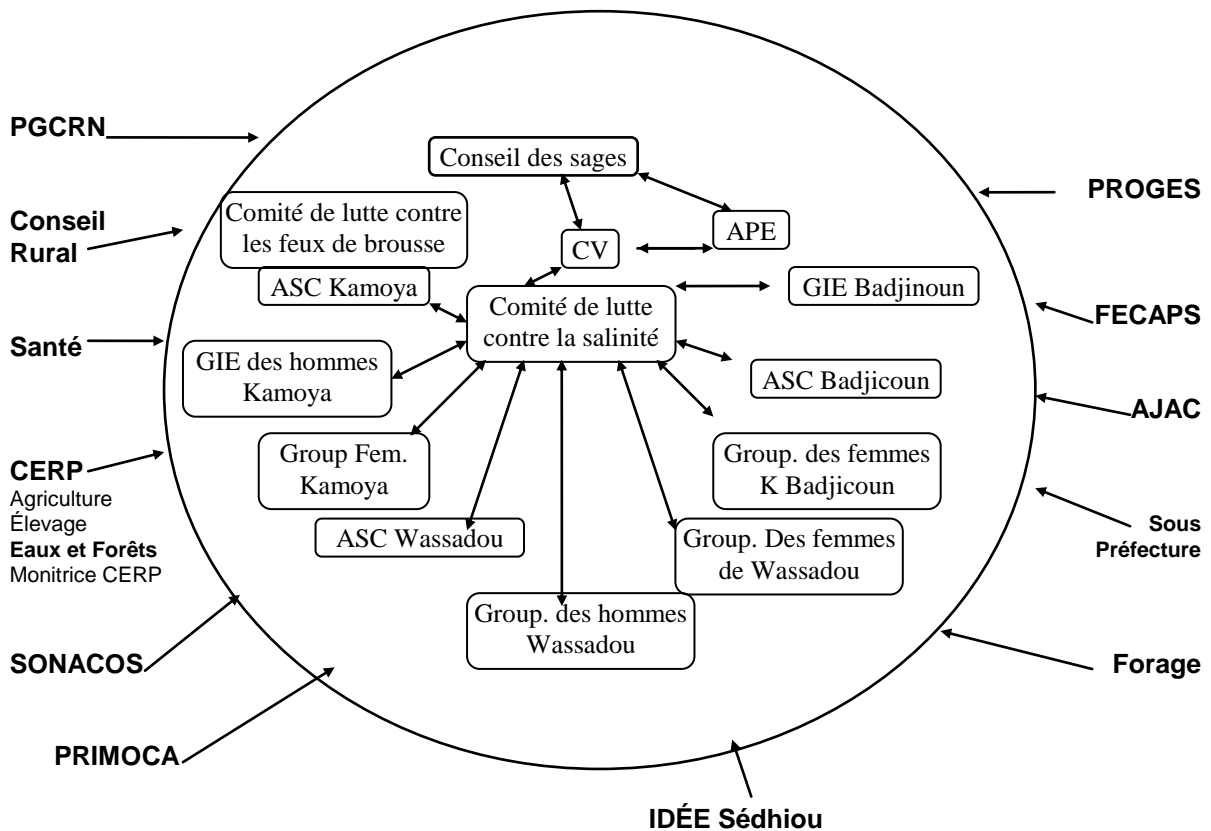 PGCRN
Conseil
Rural
Santé
CERP
Agriculture
Élevage
Eaux et Forêts
Monitrice CERP
SONACOS
PRIMOCA
Conseil des sages
Comité de lutte contre
les feux de brousse
CV
APE
ASC Kamoya
Comité de lutte
contre la salinité
GIE Badjinoun
GIE des hommes
Kamoya
ASC Badjicoun
Group Fem.
Kamoya
Group. des femmes
K Badjicoun
ASC Wassadou
Group. Des femmes
de Wassadou
Group. des hommes
Wassadou
PROGES
FECAPS
AJAC
Sous
Préfecture
Forage
IDÉE Sédhiou